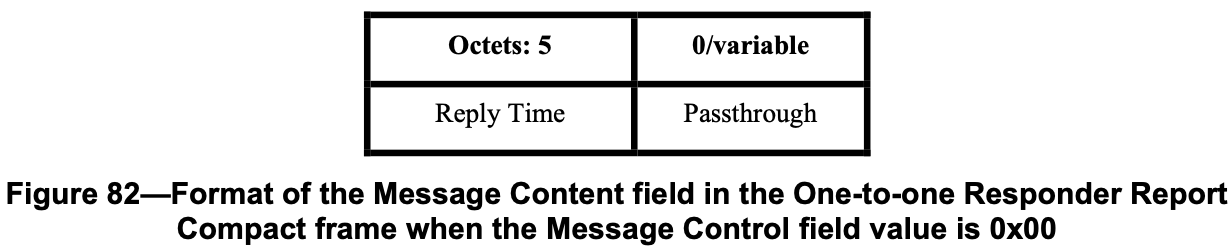 Octets: 5 0/variable
Reply Time Passthrough
Figure 82—Format of the Message Content field in the One-to-one Responder Report
Compact frame when the Message Control field value is 0x00